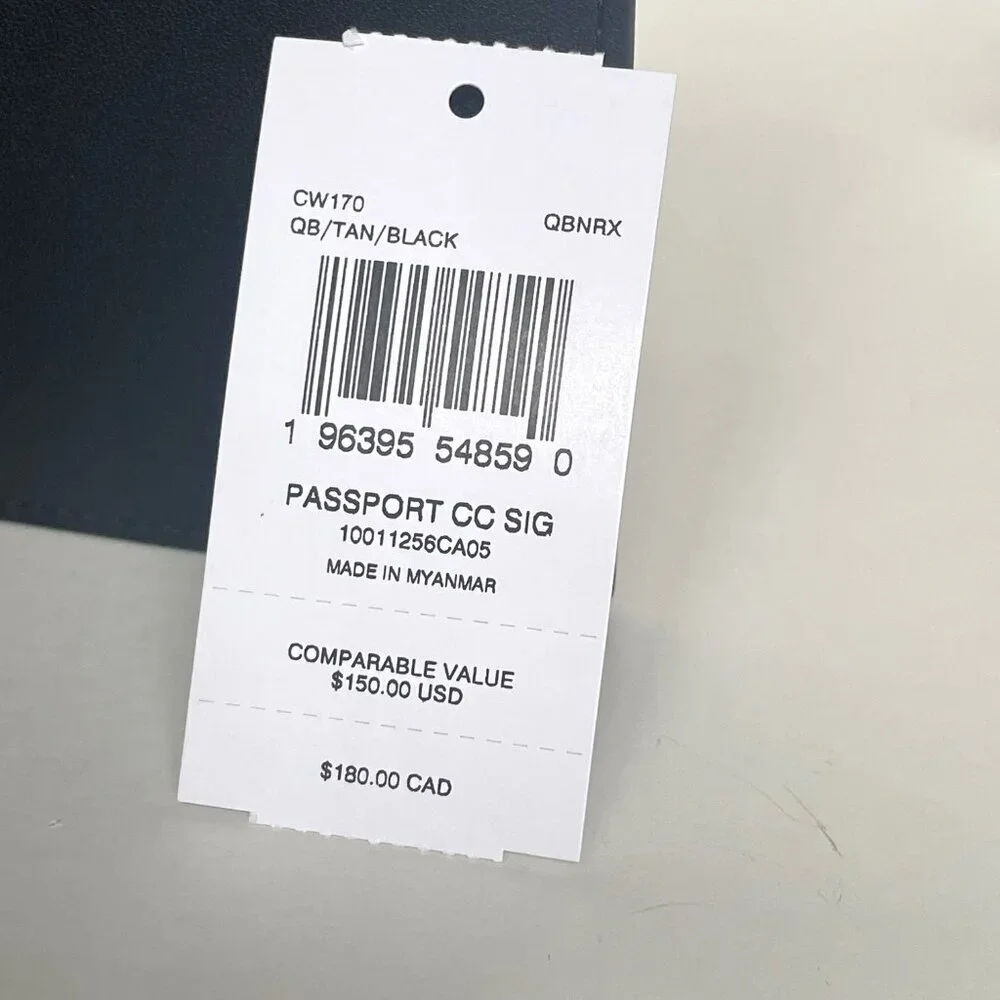 CW170
QB/TAN/BLACK QBNRX
1 96395 54859 0
PASSPORT CC SIG
10011256CA05
MADE IN MYANMAR
COMPARABLE VALUE
$150.00 USD
$180.00 CAD